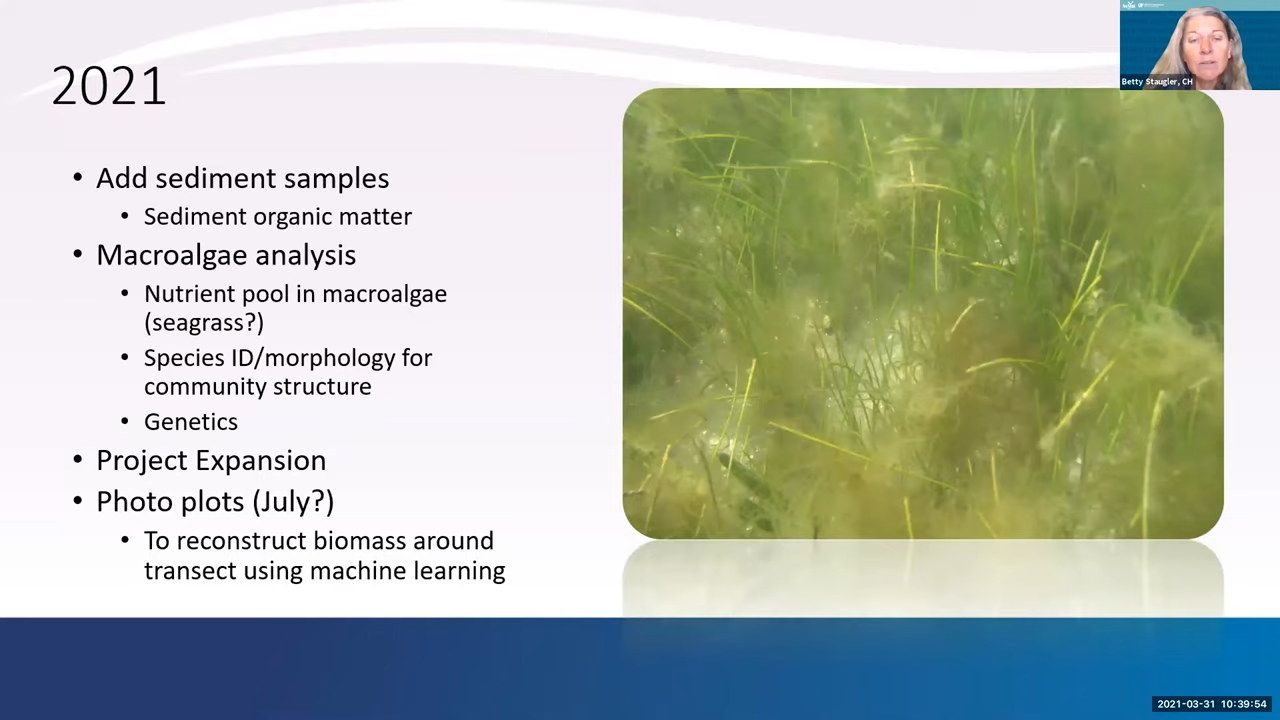 2021
• Add sediment samples
• Sediment organic matter
• Macroalgae analysis
• Nutrient pool in macroalgae
(seagrass?)
• Species ID/morphology for
community structure
• Genetics
• Project Expansion
• Photo plots (July?)
• To reconstruct biomass around
transect using machine learning
Betty Staugler, CH
2021-03-31 10:39:54